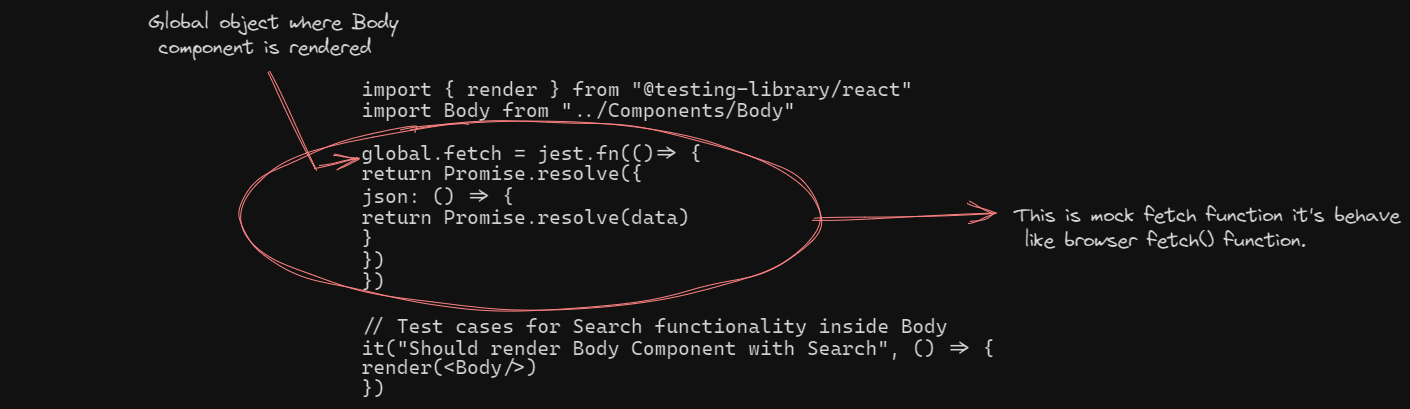 Global object where Body
component is rendered
import { render } from "@testing-library/react"
import Body from "../Components/Body"
global.fetch = jest.fn(()=> {
return Promise.resolve({
json: () => {
return Promise.resolve(data)
}
})
})
This is mock fetch function it's behave
like browser fetch() function.
// Test cases for Search functionality inside Body
it("Should render Body Component with Search", () => {
render(<Body/>)
})